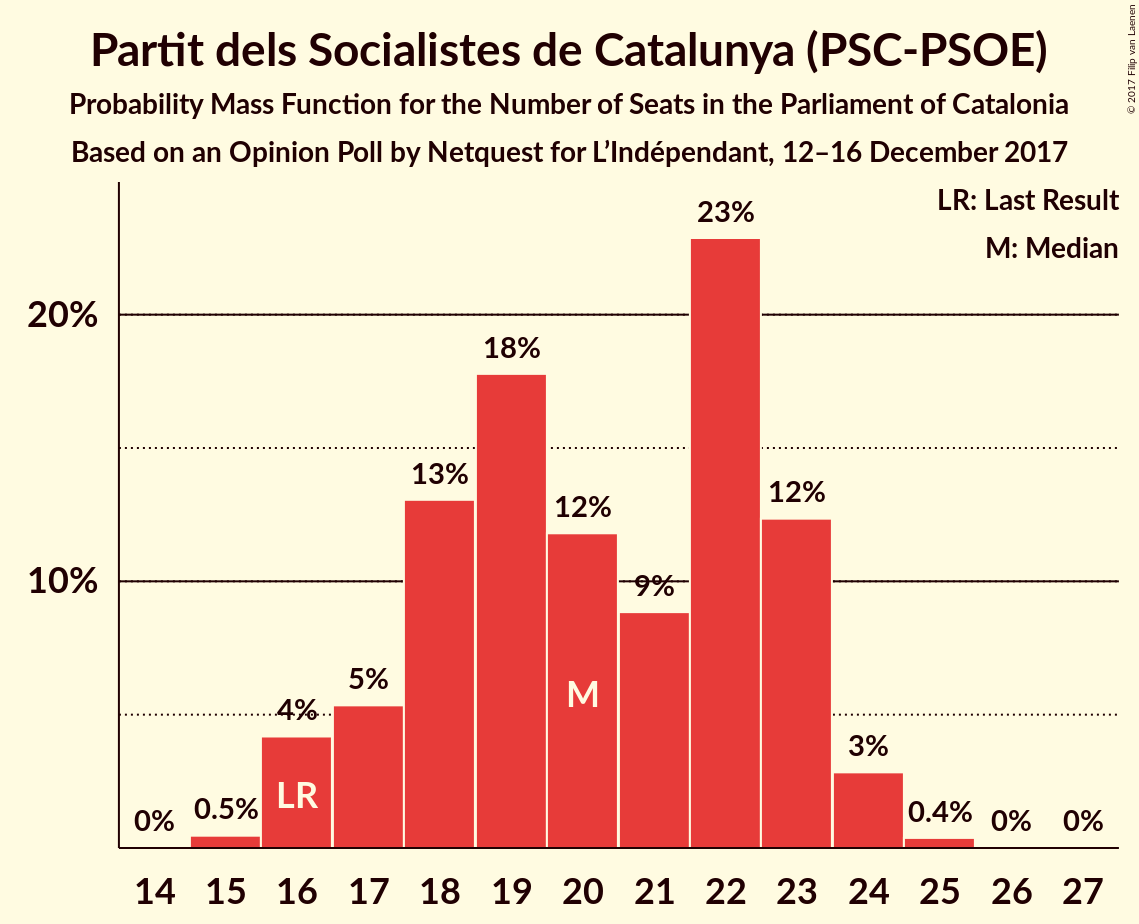 Partit dels Socialistes de Catalunya (PSC-PSOE)
Probability Mass Function for the Number of Seats in the Parliament of Catalonia
Based on an Opinion Poll by Netquest for L’Indépendant, 12–16 December 2017
© 2017 Filip van Laenen
LR: Last Result
M: Median
20%
10%
0%
0.5%
4%
5%
13%
18%
12%
9%
23%
12%
3%
0.4%
0%
0%
LR
M
14 15 16 17 18 19 20 21 22 23 24 25 26 27